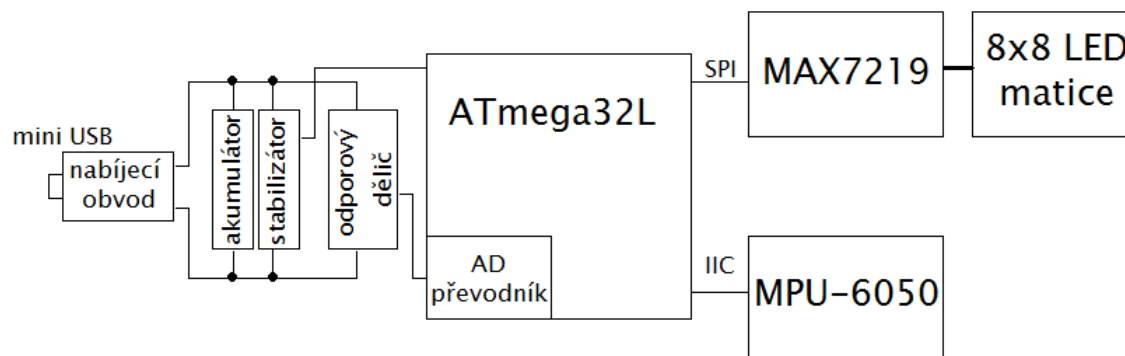 mini USB
nabíjecí
obvod
akumulátor
stabilizátor
odporový
dělič
ATmega32L
AD
převodník
SPI
MAX7219
8x8 LED
matice
IIC
MPU-6050